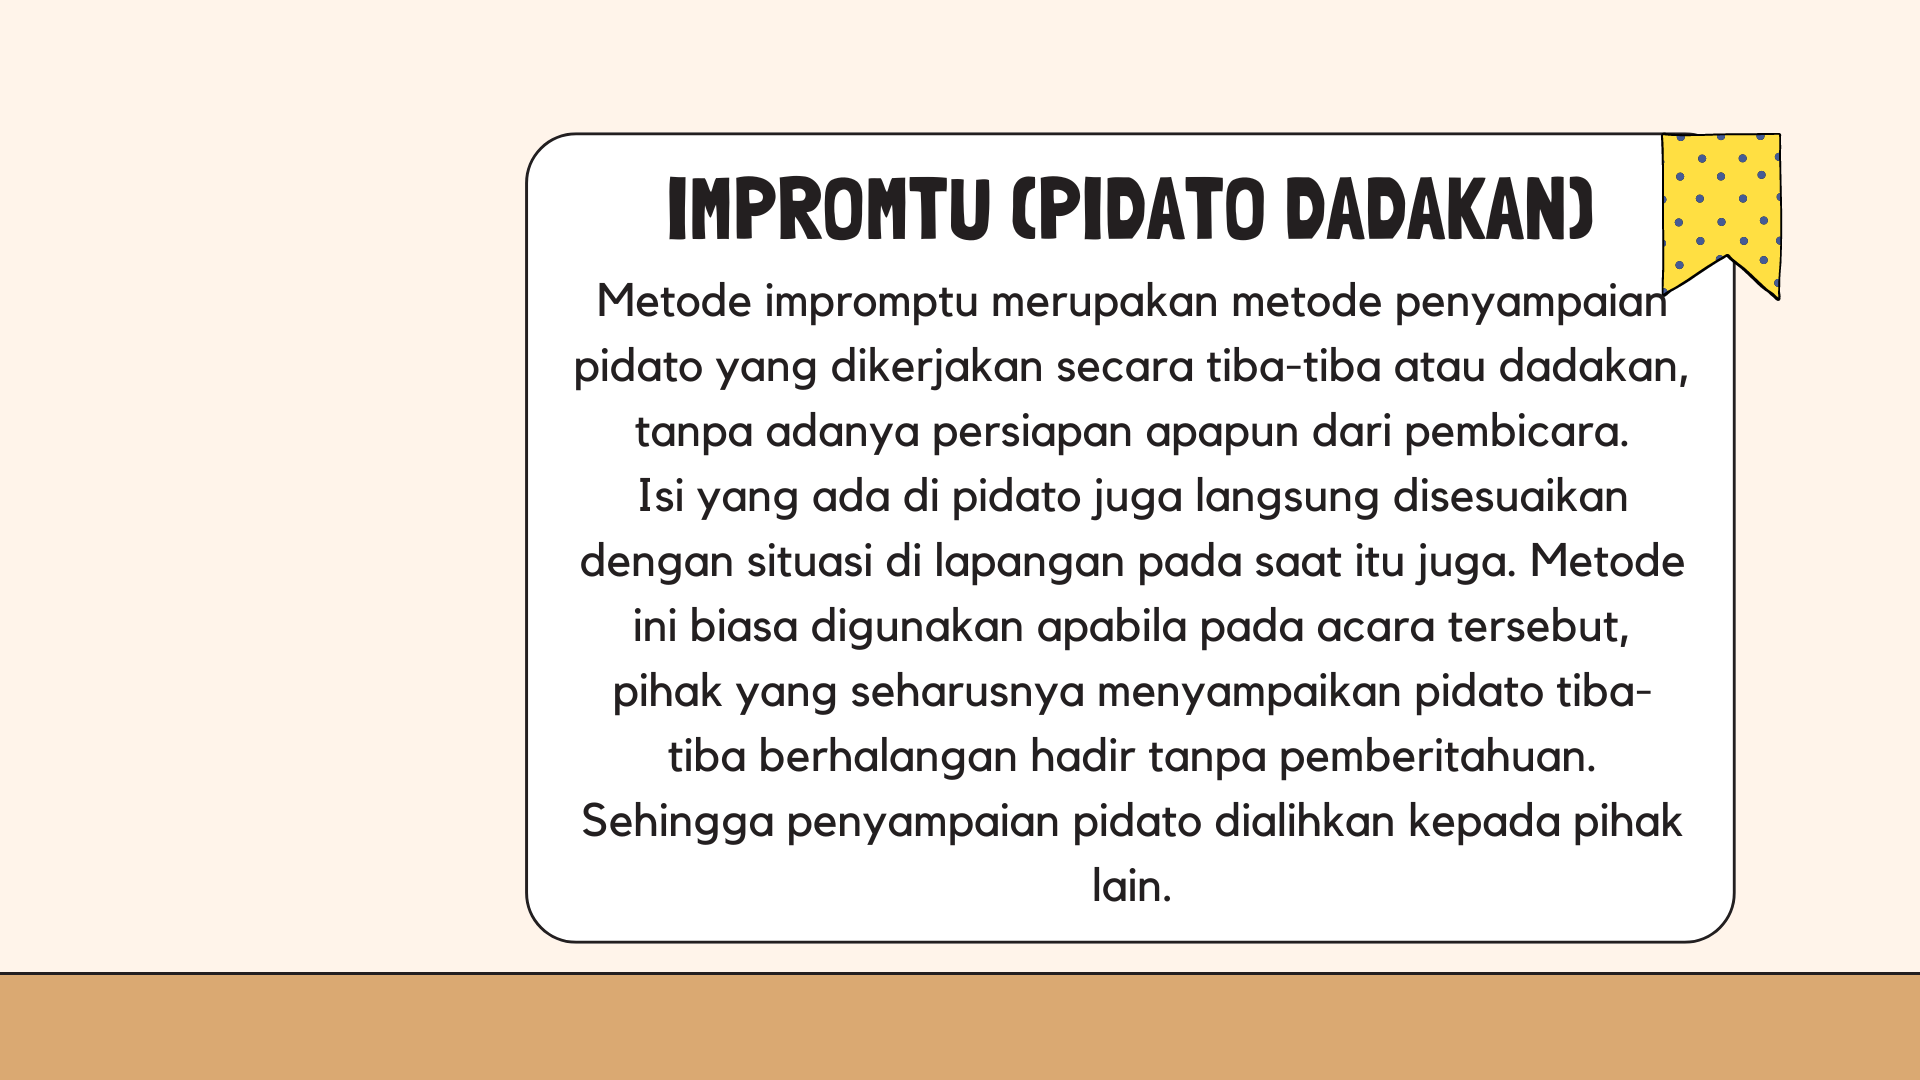 IMPROMTU (PIDATO DADAKAN)
Metode impromptu merupakan metode penyampaian
pidato yang dikerjakan secara tiba-tiba atau dadakan,
tanpa adanya persiapan apapun dari pembicara.
Isi yang ada di pidato juga langsung disesuaikan
dengan situasi di lapangan pada saat itu juga. Metode
ini biasa digunakan apabila pada acara tersebut,
pihak yang seharusnya menyampaikan pidato tiba-
tiba berhalangan hadir tanpa pemberitahuan.
Sehingga penyampaian pidato dialihkan kepada pihak
lain.